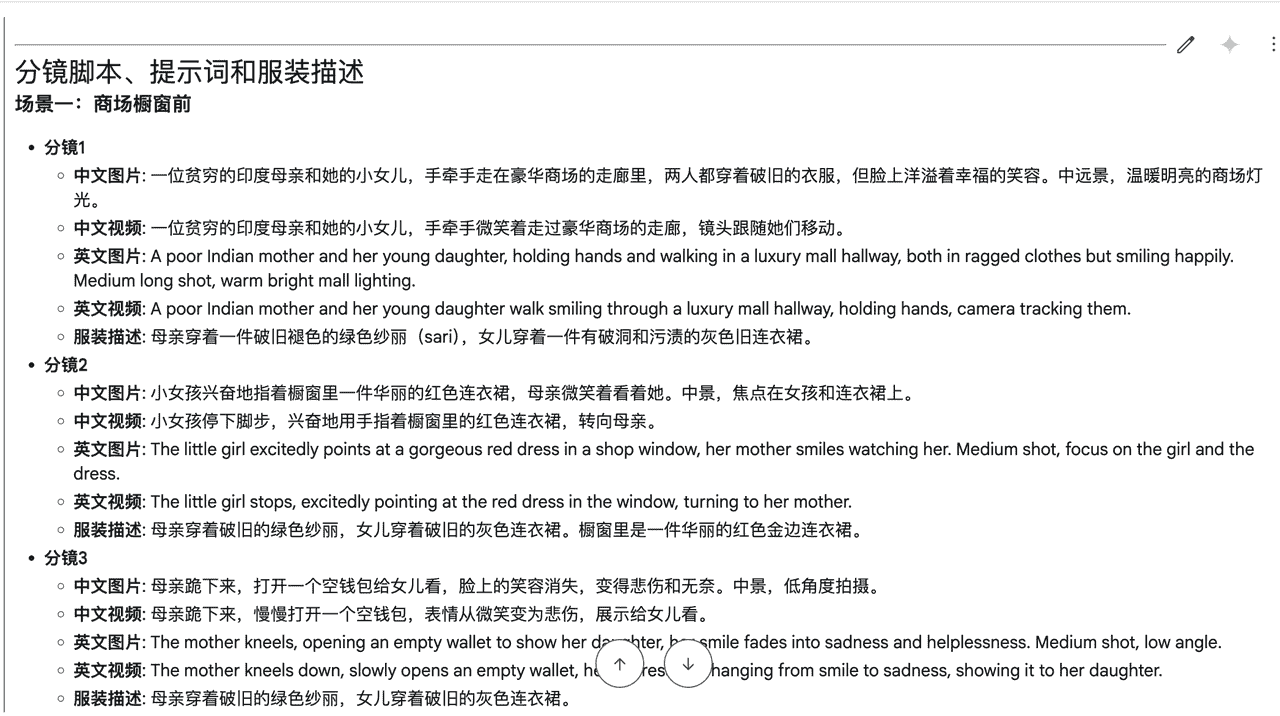 分镜脚本、提示词和服装描述
场景一：商场橱窗前
• 分镜1
○ 中文图片: 一位贫穷的印度母亲和她的小女儿，手牵手走在豪华商场的走廊里，两人都穿着破旧的衣服，但脸上洋溢着幸福的笑容。中远景，温暖明亮的商场灯
光。
○ 中文视频: 一位贫穷的印度母亲和她的小女儿，手牵手微笑着走过豪华商场的走廊，镜头跟随她们移动。
○ 英文图片: A poor Indian mother and her young daughter, holding hands and walking in a luxury mall hallway, both in ragged clothes but smiling happily.
Medium long shot, warm bright mall lighting.
○ 英文视频: A poor Indian mother and her young daughter walk smiling through a luxury mall hallway, holding hands, camera tracking them.
○ 服装描述: 母亲穿着一件破旧褪色的绿色纱丽（sari），女儿穿着一件有破洞和污渍的灰色旧连衣裙。
• 分镜2
○ 中文图片: 小女孩兴奋地指着橱窗里一件华丽的红色连衣裙，母亲微笑着看着她。中景，焦点在女孩和连衣裙上。
○ 中文视频: 小女孩停下脚步，兴奋地用手指着橱窗里的红色连衣裙，转向母亲。
○ 英文图片: The little girl excitedly points at a gorgeous red dress in a shop window, her mother smiles watching her. Medium shot, focus on the girl and the
dress.
○ 英文视频: The little girl stops, excitedly pointing at the red dress in the window, turning to her mother.
○ 服装描述: 母亲穿着破旧的绿色纱丽，女儿穿着破旧的灰色连衣裙。橱窗里是一件华丽的红色金边连衣裙。
• 分镜3
○ 中文图片: 母亲跪下来，打开一个空钱包给女儿看，脸上的笑容消失，变得悲伤和无奈。中景，低角度拍摄。
○ 中文视频: 母亲跪下来，慢慢打开一个空钱包，表情从微笑变为悲伤，展示给女儿看。
○ 英文图片: The mother kneels, opening an empty wallet to show her smile fades into sadness and helplessness. Medium shot, low angle.
○ 英文视频: The mother kneels down, slowly opens an empty wallet, from smile to sadness, showing it to her daughter.
○ 服装描述: 母亲穿着破旧的绿色纱丽，女儿穿着破旧的灰色连衣裙。